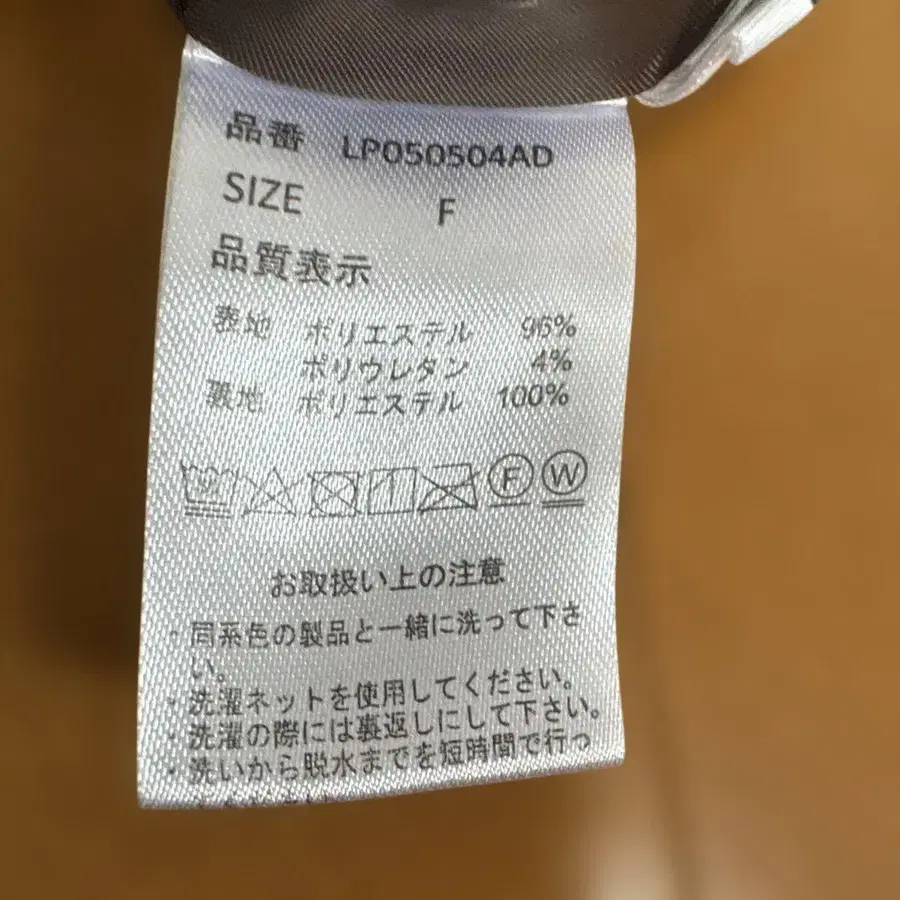 品番 LP050504AD
SIZE F
品質表示
表地 ポリエステル 96%
ポリウレタン 4%
裏地 ポリエステル 100%
F W
お取扱い上の注意
・同系色の製品と一緒に洗って下さ
い。
・洗濯ネットを使用してください。
・洗濯の際には裏返しにして下さい。
・洗いから脱水までを短時間で行っ